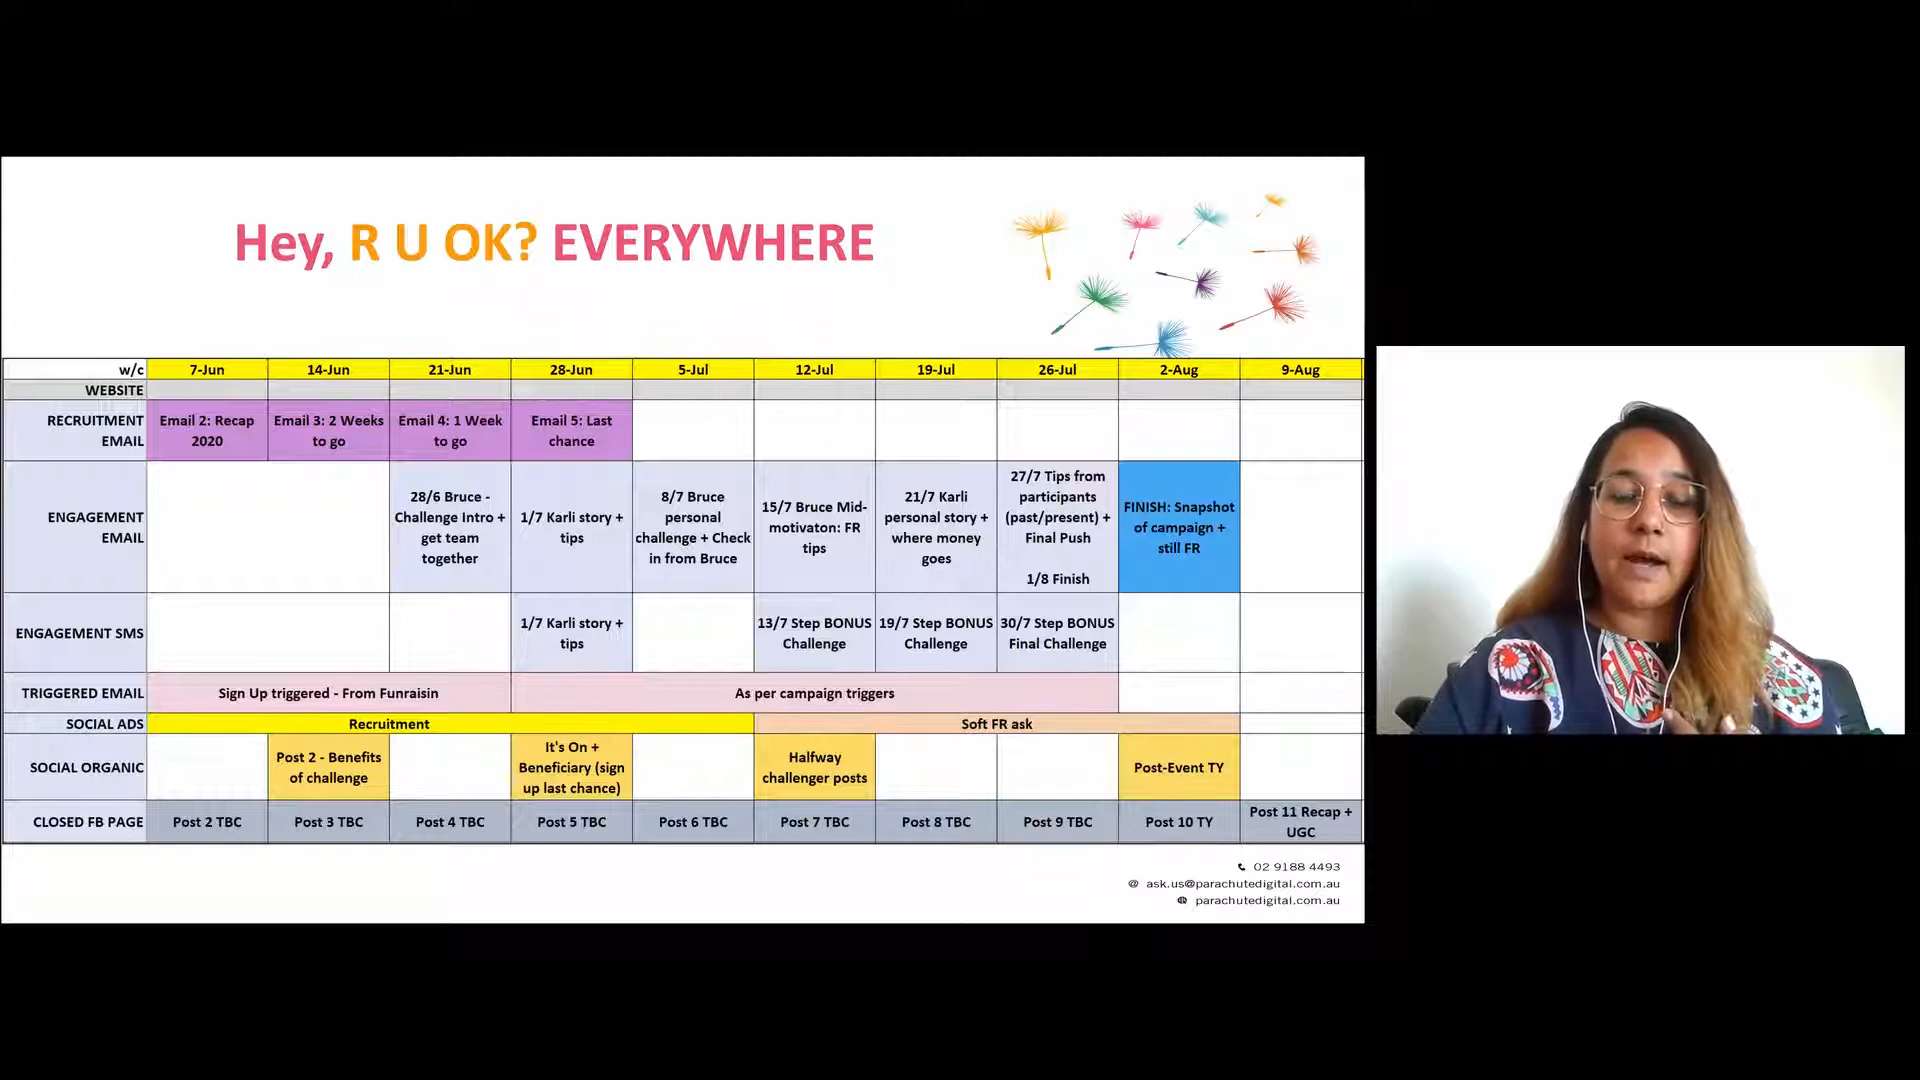 Hey, R U OK? EVERYWHERE
w/c 7-Jun 14-Jun 21-Jun 28-Jun 5-Jul 12-Jul 19-Jul 26-Jul 2-Aug 9-Aug
WEBSITE
RECRUITMENT
EMAIL
Email 2: Recap
2020
Email 3: 2 Weeks
to go
Email 4: 1 Week
to go
Email 5: Last
chance
ENGAGEMENT
EMAIL
28/6 Bruce -
Challenge Intro +
get team
together
1/7 Karli story +
tips
8/7 Bruce
personal
challenge + Check
in from Bruce
15/7 Bruce Mid-
motivaton: FR
tips
21/7 Karli
personal story +
where money
goes
27/7 Tips from
participants
(past/present) +
Final Push
1/8 Finish
FINISH: Snapshot
of campaign +
still FR
ENGAGEMENT SMS
1/7 Karli story +
tips
13/7 Step BONUS
Challenge
19/7 Step BONUS
Challenge
30/7 Step BONUS
Final Challenge
TRIGGERED EMAIL
Sign Up triggered - From Funraisin
As per campaign triggers
SOCIAL ADS
Recruitment
Soft FR ask
SOCIAL ORGANIC
Post 2 - Benefits
of challenge
It's On +
Beneficiary (sign
up last chance)
Halfway
challenger posts
Post-Event TY
CLOSED FB PAGE
Post 2 TBC
Post 3 TBC
Post 4 TBC
Post 5 TBC
Post 6 TBC
Post 7 TBC
Post 8 TBC
Post 9 TBC
Post 10 TY
Post 11 Recap +
UGC
02 9188 4493
@ ask.us@parachutedigital.com.au
parachutedigital.com.au